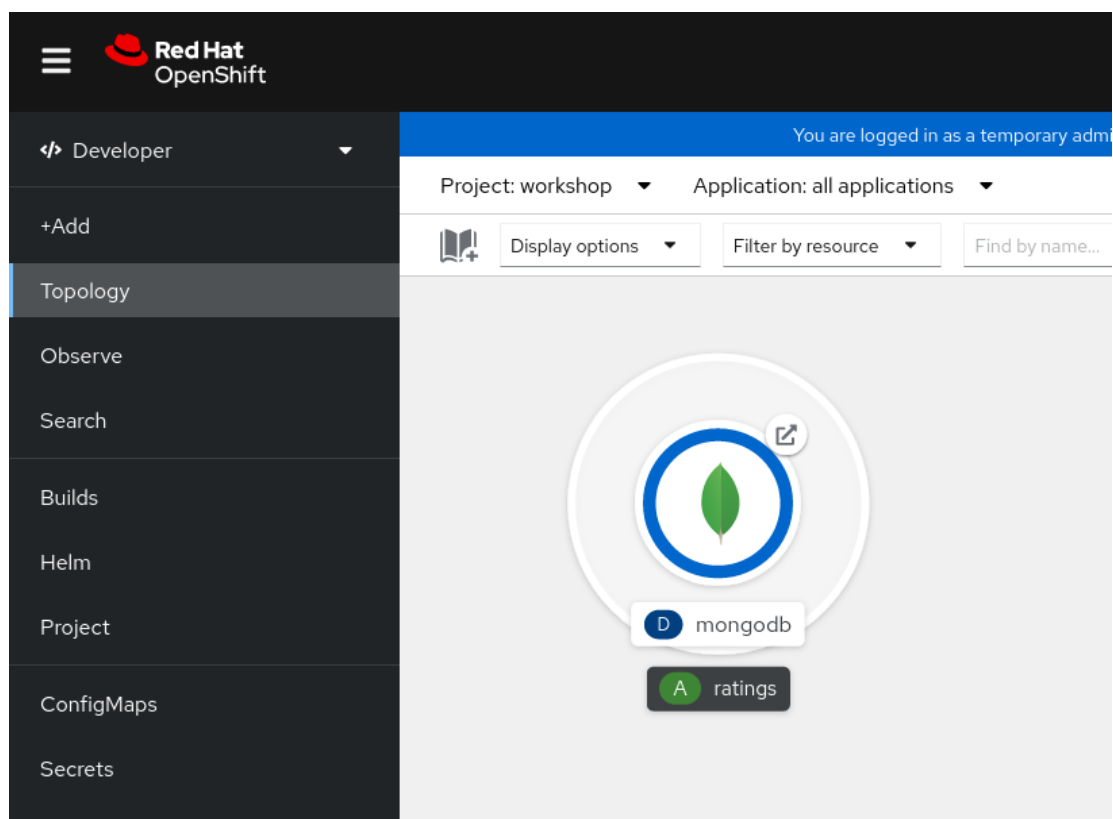 Red Hat
OpenShift
Developer
You are logged in as a temporary admi
Project: workshop
Application: all applications
+Add
Display options
Filter by resource
Find by name...
Topology
Observe
Search
Builds
Helm
Project
ConfigMaps
Secrets
D mongodb
A ratings